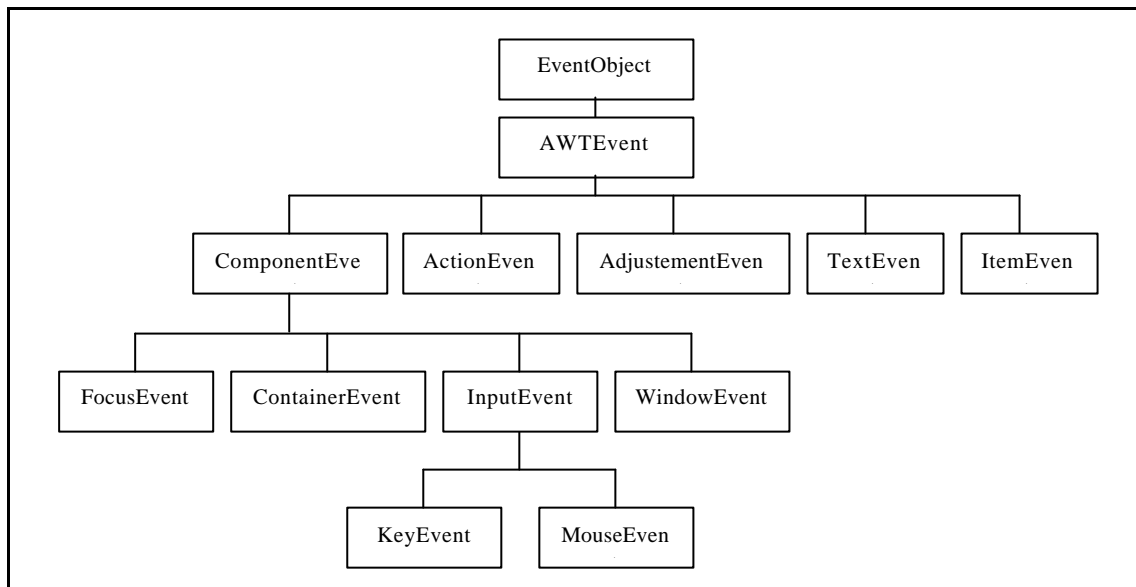 EventObject
AWTEvent
ComponentEve
ActionEven
AdjustementEven
TextEven
ItemEven
FocusEvent
ContainerEvent
InputEvent
WindowEvent
KeyEvent
MouseEven